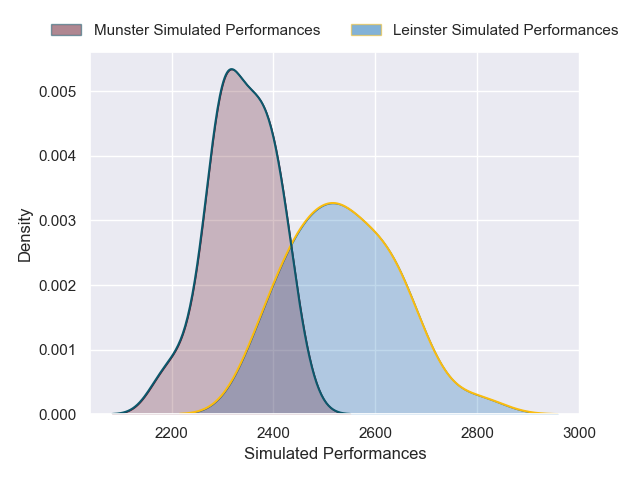 Munster Simulated Performances Leinster Simulated Performances
Density
0.005
0.004
0.003
0.002
0.001
0.000
2200 2400 2600 2800 3000
Simulated Performances